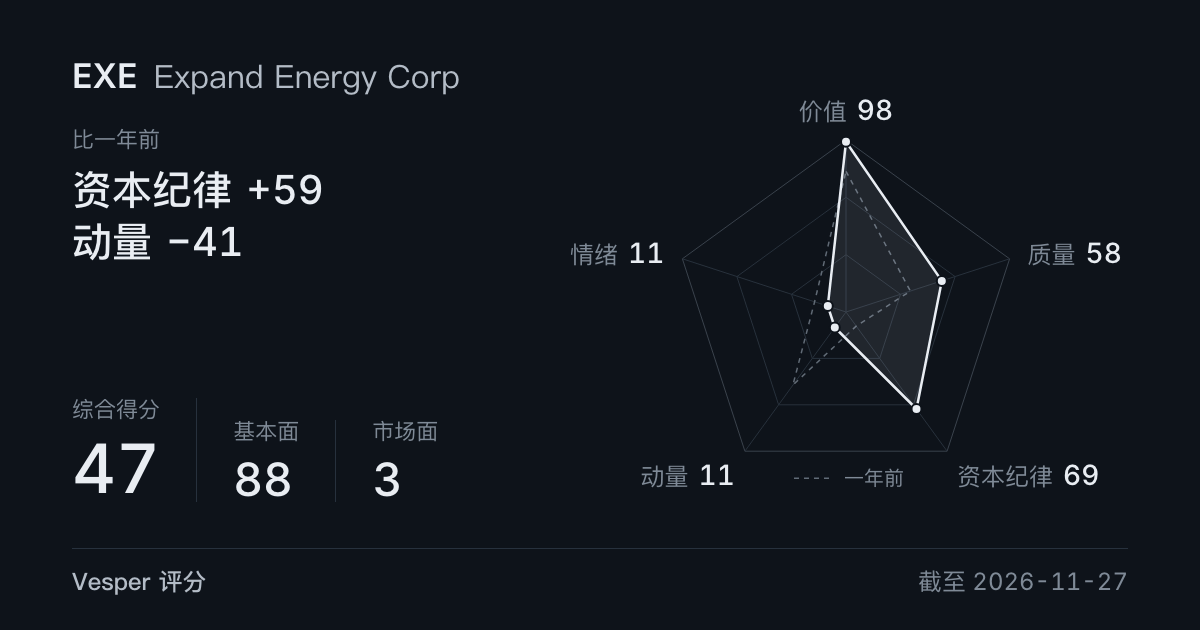 EXE Expand Energy Corp
比一年前
资本纪律 +59
动量 −41
综合得分
47
基本面
88
市场面
3
价值 98
质量 58
资本纪律 69
动量 11
情绪 11
一年前
Vesper 评分
截至 2026-11-27